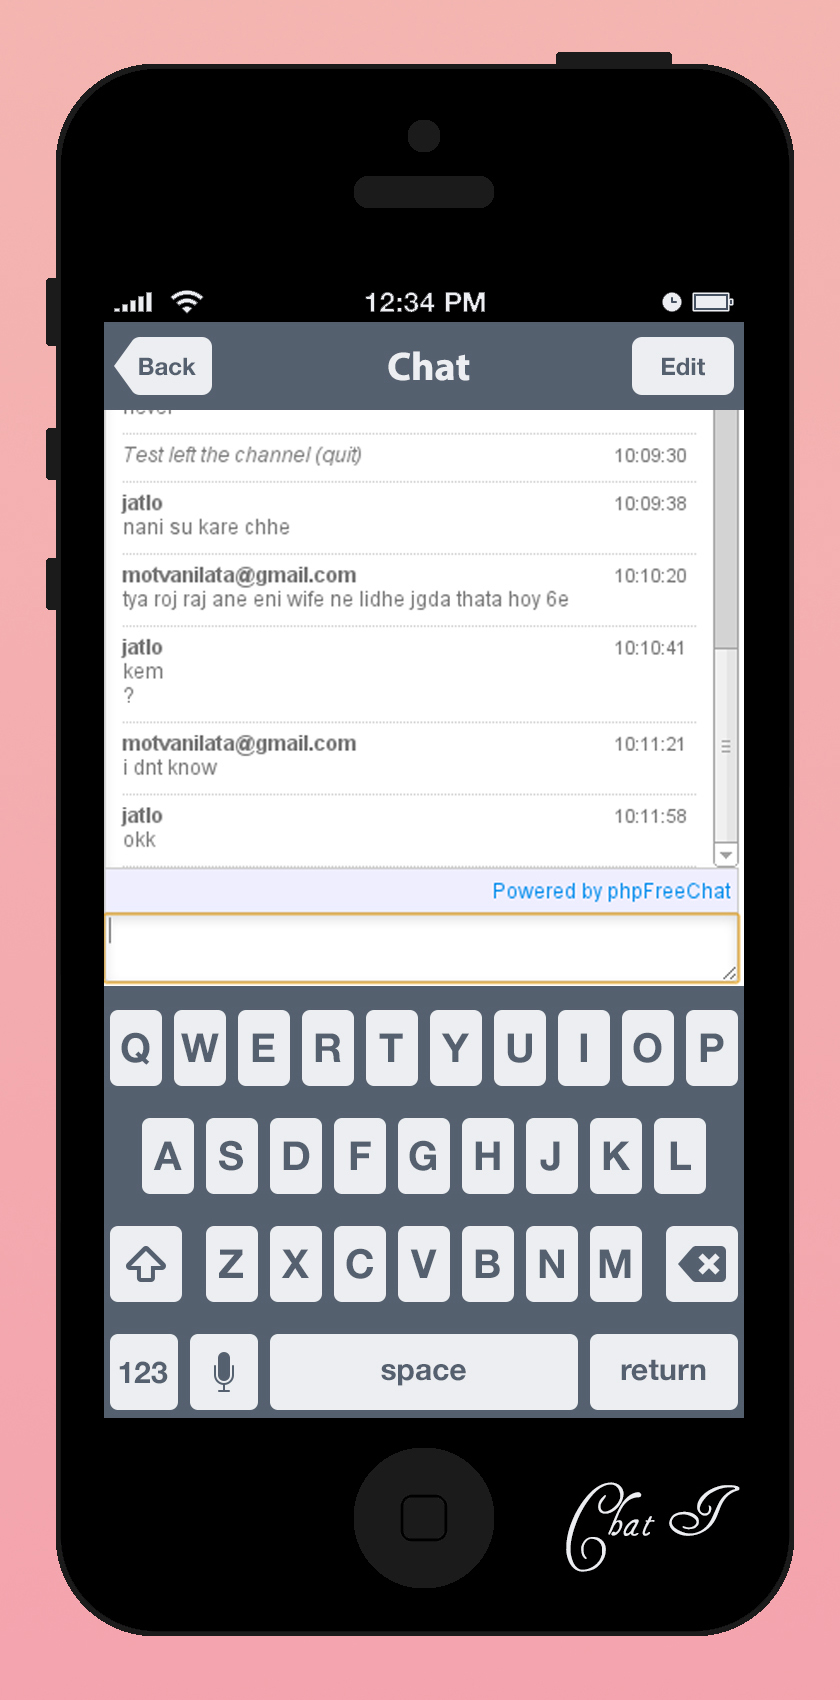 12:34 PM
Back
Chat
Edit
never
Test left the channel (quit) 10:09:30
jatlo 10:09:38
nani su kare chhe
motvanilata@gmail.com 10:10:20
tya roj raj ane eni wife ne lidhe jgda thata hoy 6e
jatlo 10:10:41
kem
?
motvanilata@gmail.com 10:11:21
i dnt know
jatlo 10:11:58
okk
Powered by phpFreeChat
Q W E R T Y U I O P
A S D F G H J K L
Z X C V B N M
123 space return
Chat I